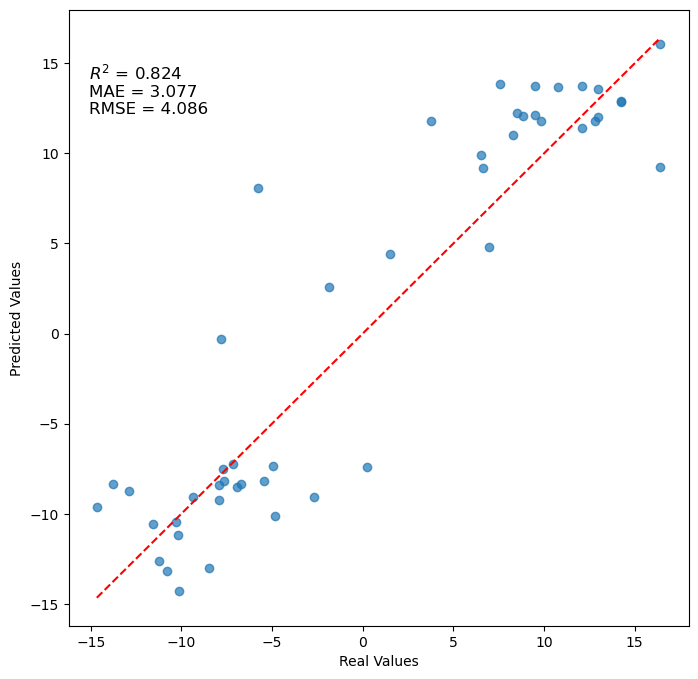 R² = 0.824
MAE = 3.077
RMSE = 4.086
15
10
5
0
−5
−10
−15
Predicted Values
−15 −10 −5 0 5 10 15
Real Values